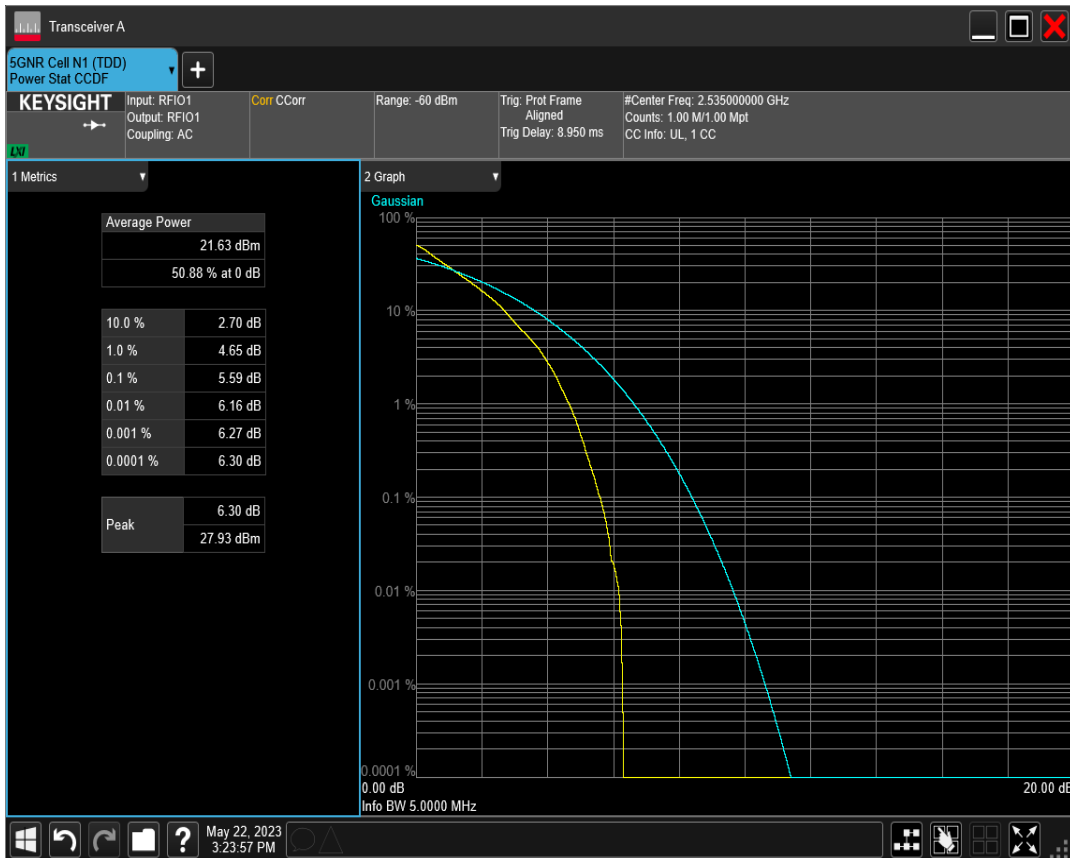 Transceiver A
5GNR Cell N1 (TDD)
Power Stat CCDF
KEYSIGHT
LXI
Input: RFIO1
Output: RFIO1
Coupling: AC
Corr CCorr
Range: -60 dBm
Trig: Prot Frame
Aligned
Trig Delay: 8.950 ms
#Center Freq: 2.535000000 GHz
Counts: 1.00 M/1.00 Mpt
CC Info: UL, 1 CC
1 Metrics
Average Power
21.63 dBm
50.88 % at 0 dB
10.0 % 2.70 dB
1.0 % 4.65 dB
0.1 % 5.59 dB
0.01 % 6.16 dB
0.001 % 6.27 dB
0.0001 % 6.30 dB
Peak
6.30 dB
27.93 dBm
2 Graph
Gaussian
100 %
10 %
1 %
0.1 %
0.01 %
0.001 %
0.0001 %
0.00 dB 20.00 dB
Info BW 5.0000 MHz
?
May 22, 2023
3:23:57 PM